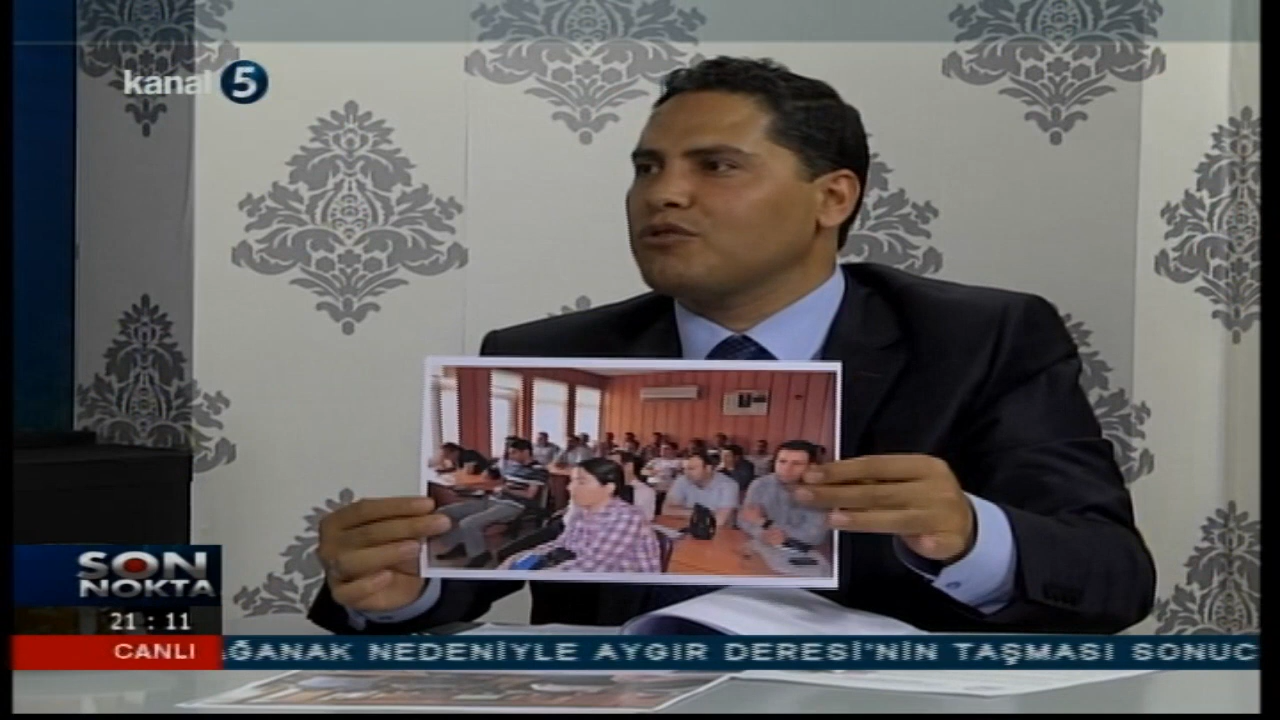 kanal 5
SON
NOKTA
21:11
CANLI
ĞANAK NEDENİYLE AYGIR DERESİ'NİN TAŞMASI SONUC